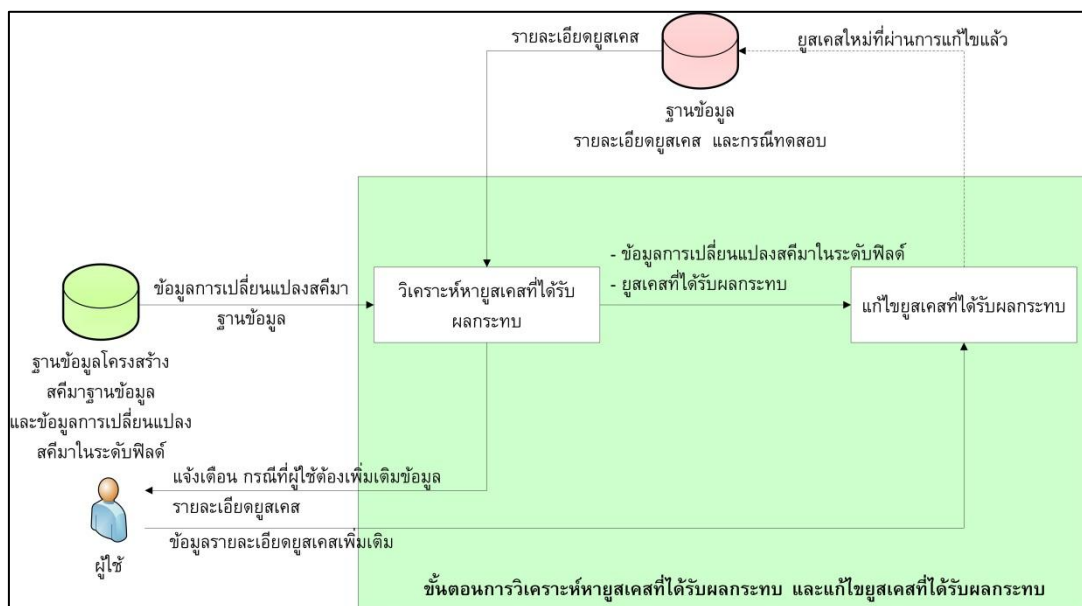 รายละเอียดยูสเคส
ยูสเคสใหม่ที่ผ่านการแก้ไขแล้ว
ฐานข้อมูล
รายละเอียดยูสเคส และกรณีทดสอบ
ข้อมูลการเปลี่ยนแปลงสคีมา
ฐานข้อมูล
วิเคราะห์หายูสเคสที่ได้รับ
ผลกระทบ
- ข้อมูลการเปลี่ยนแปลงสคีมาในระดับฟิลด์
- ยูสเคสที่ได้รับผลกระทบ
แก้ไขยูสเคสที่ได้รับผลกระทบ
ฐานข้อมูลโครงสร้าง
สคีมาฐานข้อมูล
และข้อมูลการเปลี่ยนแปลง
สคีมาในระดับฟิลด์
แจ้งเตือน กรณีที่ผู้ใช้ต้องเพิ่มเติมข้อมูล
รายละเอียดยูสเคส
ข้อมูลรายละเอียดยูสเคสเพิ่มเติม
ผู้ใช้
ขั้นตอนการวิเคราะห์หายูสเคสที่ได้รับผลกระทบ และแก้ไขยูสเคสที่ได้รับผลกระทบ